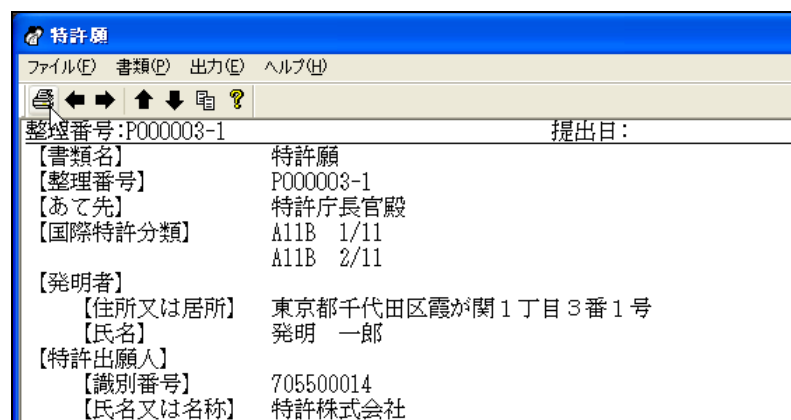 特許願
ファイル(F) 書類(P) 出力(E) ヘルプ(H)
整理番号:P000003-1 提出日:
【書類名】 特許願
【整理番号】 P000003-1
【あて先】 特許庁長官殿
【国際特許分類】 A11B 1/11
A11B 2/11
【発明者】
【住所又は居所】 東京都千代田区霞が関1丁目3番1号
【氏名】 発明 一郎
【特許出願人】
【識別番号】 705500014
【氏名又は名称】 特許株式会社